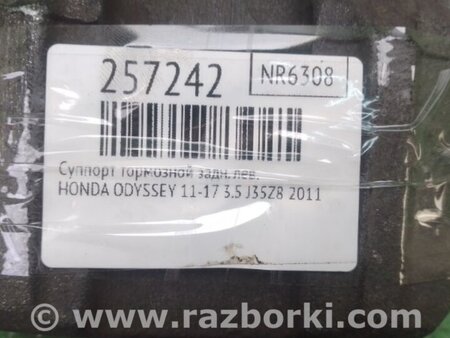 257242
NR6308
Суппорт тормозной задн. лев.
HONDA ODYSSEY 11-17 3.5 J35Z8 2011
www.razborki.com